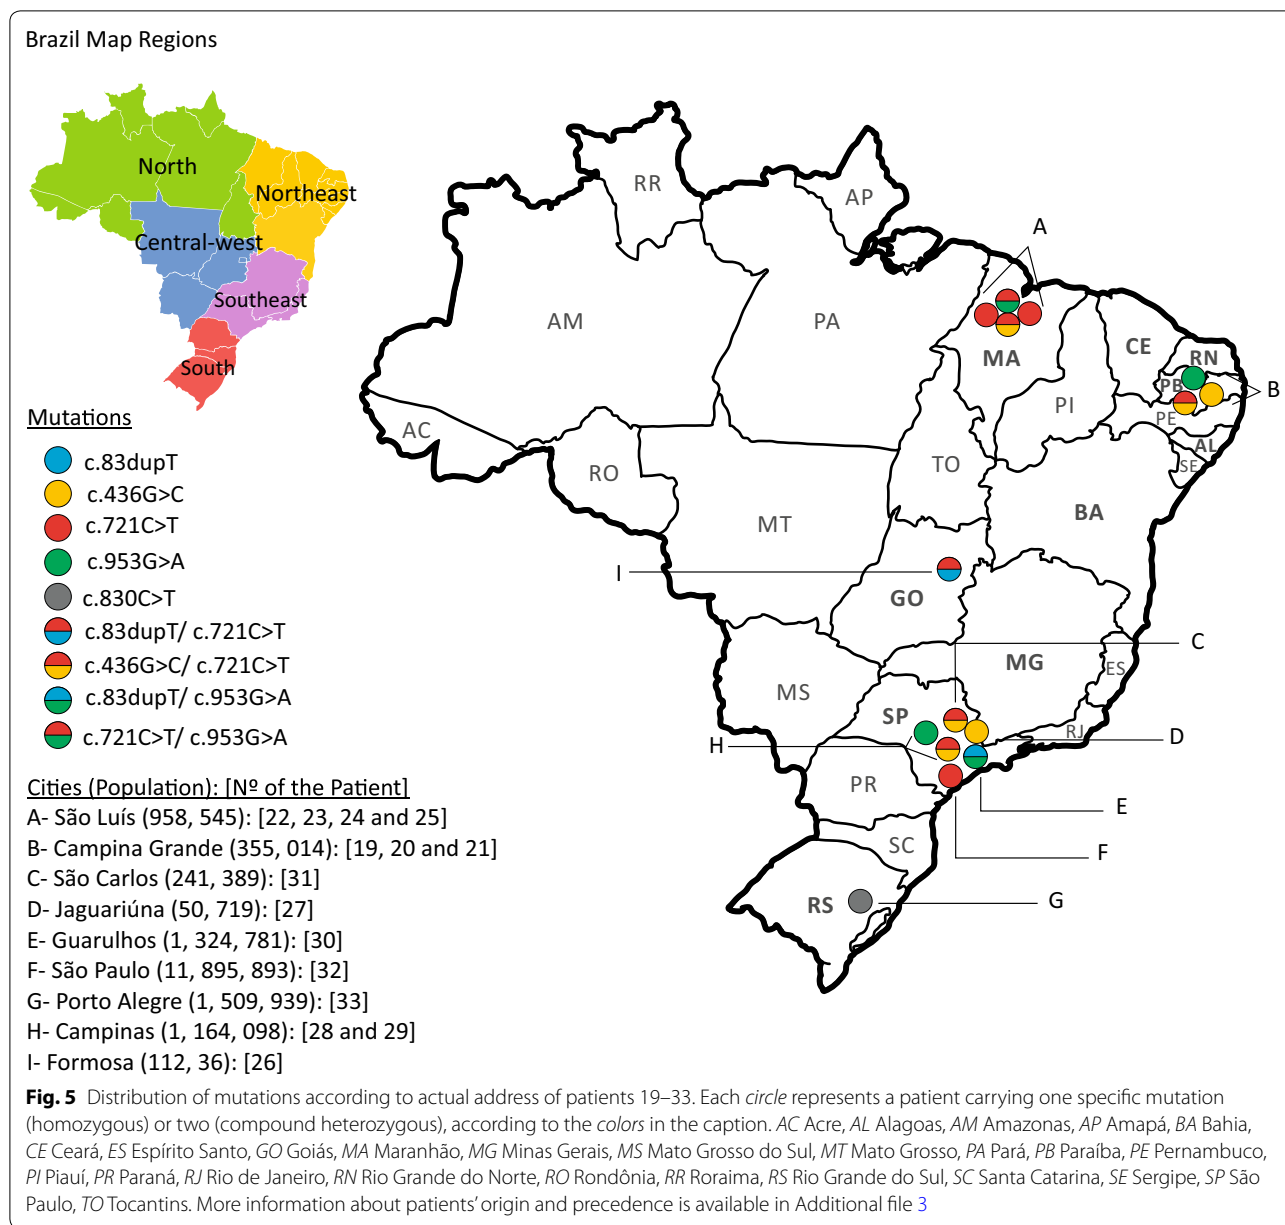 Brazil Map Regions
North
Northeast
Central-west
Southeast
South
RR
AP
A
AM
PA
MA
CE
RN
PB
B
PI
PE
AC
AL
SE
RO
TO
MT
BA
I
GO
C
MG
ES
MS
SP
RJ
D
H
PR
E
SC
F
RS
G
Mutations
c.83dupT
c.436G>C
c.721C>T
c.953G>A
c.830C>T
c.83dupT/ c.721C>T
c.436G>C/ c.721C>T
c.83dupT/ c.953G>A
c.721C>T/ c.953G>A
Cities (Population): [Nº of the Patient]
A- São Luís (958, 545): [22, 23, 24 and 25]
B- Campina Grande (355, 014): [19, 20 and 21]
C- São Carlos (241, 389): [31]
D- Jaguariúna (50, 719): [27]
E- Guarulhos (1, 324, 781): [30]
F- São Paulo (11, 895, 893): [32]
G- Porto Alegre (1, 509, 939): [33]
H- Campinas (1, 164, 098): [28 and 29]
I- Formosa (112, 36): [26]
Fig. 5 Distribution of mutations according to actual address of patients 19–33. Each circle represents a patient carrying one specific mutation
(homozygous) or two (compound heterozygous), according to the colors in the caption. AC Acre, AL Alagoas, AM Amazonas, AP Amapá, BA Bahia,
CE Ceará, ES Espírito Santo, GO Goiás, MA Maranhão, MG Minas Gerais, MS Mato Grosso do Sul, MT Mato Grosso, PA Pará, PB Paraíba, PE Pernambuco,
PI Piauí, PR Paraná, RJ Rio de Janeiro, RN Rio Grande do Norte, RO Rondônia, RR Roraima, RS Rio Grande do Sul, SC Santa Catarina, SE Sergipe, SP São
Paulo, TO Tocantins. More information about patients’ origin and precedence is available in Additional file 3